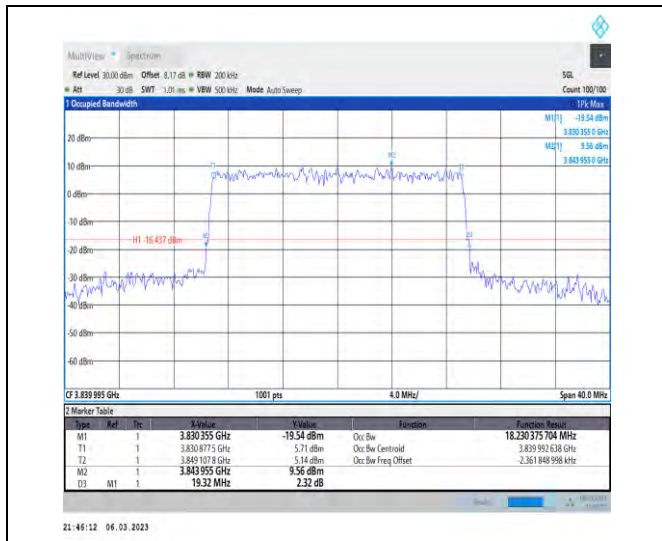 MultiView Spectrum
Ref Level 30.00 dBm Offset 8.17 dB RBW 200 kHz SGL
Att 30 dB SWT 1.01 ms VBW 500 kHz Mode Auto Sweep Count 100/100
1 Occupied Bandwidth 1Pk Max
M1[1] -19.54 dBm
3.830 355 0 GHz
M2[1] 9.56 dBm
3.843 955 0 GHz
20 dBm
M2
T1
10 dBm
0 dBm
-10 dBm
H1 -16.437 dBm
-20 dBm
-30 dBm
-40 dBm
-50 dBm
-60 dBm
CF 3.839 995 GHz 1001 pts 4.0 MHz/ Span 40.0 MHz
2 Marker Table
Type Ref Trc X-Value Y-Value Function Function Result
M1 1 3.830 355 GHz -19.54 dBm Occ Bw 18.230 375 704 MHz
T1 1 3.830 877 5 GHz 5.71 dBm Occ Bw Centroid 3.839 992 638 GHz
T2 1 3.849 107 8 GHz 5.14 dBm Occ Bw Freq Offset -2.361 848 998 kHz
M2 1 3.843 955 GHz 9.56 dBm
D3 M1 1 19.32 MHz 2.32 dB
21:46:12 06.03.2023